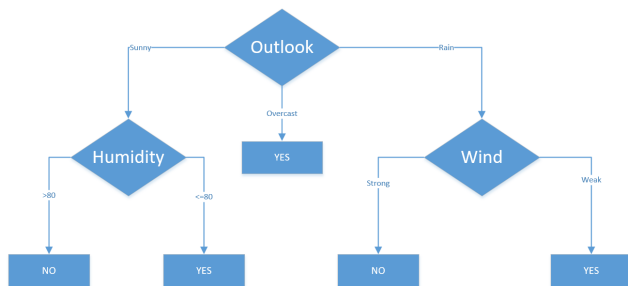 Outlook
Sunny
Rain
Overcast
Humidity
YES
Wind
>80
<=80
Strong
Weak
NO
YES
NO
YES